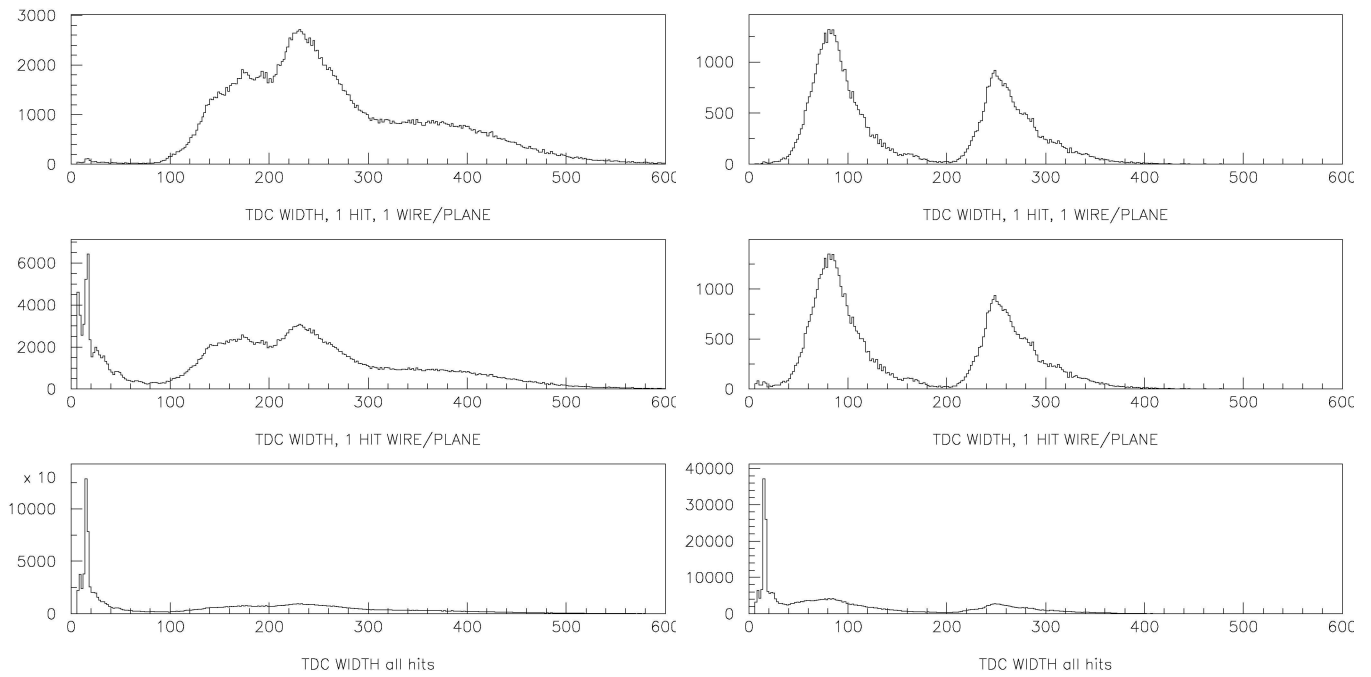 3000
2000
1000
0
0 100 200 300 400 500 600
TDC WIDTH, 1 HIT, 1 WIRE/PLANE
1000
500
0
0 100 200 300 400 500 600
TDC WIDTH, 1 HIT, 1 WIRE/PLANE
6000
4000
2000
0
0 100 200 300 400 500 600
TDC WIDTH, 1 HIT WIRE/PLANE
1000
500
0
0 100 200 300 400 500 600
TDC WIDTH, 1 HIT WIRE/PLANE
x 10
10000
5000
0
0 100 200 300 400 500 600
TDC WIDTH all hits
40000
30000
20000
10000
0
0 100 200 300 400 500 600
TDC WIDTH all hits